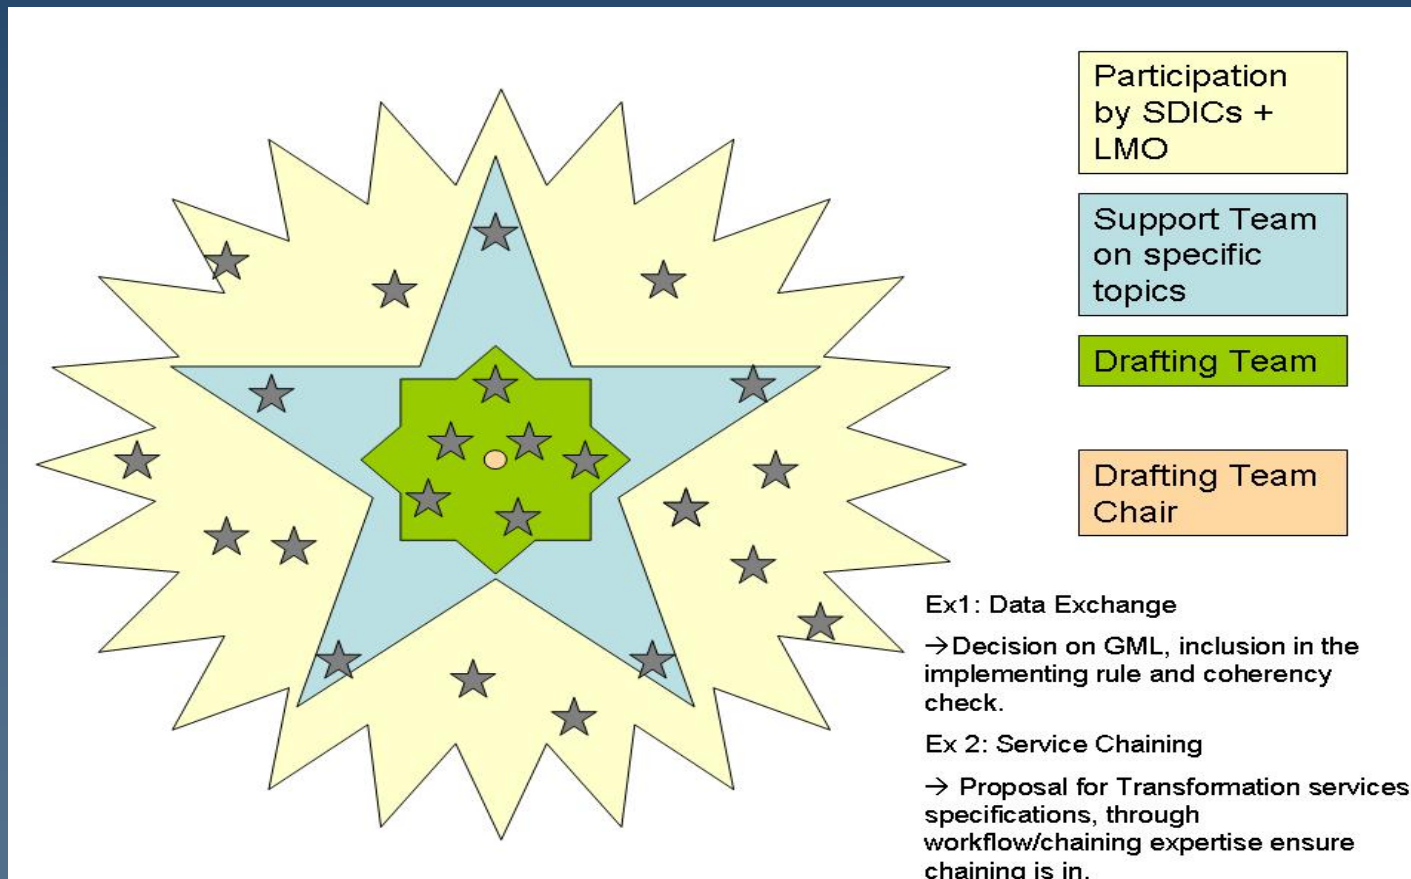 Participation
by SDICs +
LMO
Support Team
on specific
topics
Drafting Team
Drafting Team
Chair
Ex1: Data Exchange
→Decision on GML, inclusion in the
implementing rule and coherency
check.
Ex 2: Service Chaining
→ Proposal for Transformation services
specifications, through
workflow/chaining expertise ensure
chaining is in.